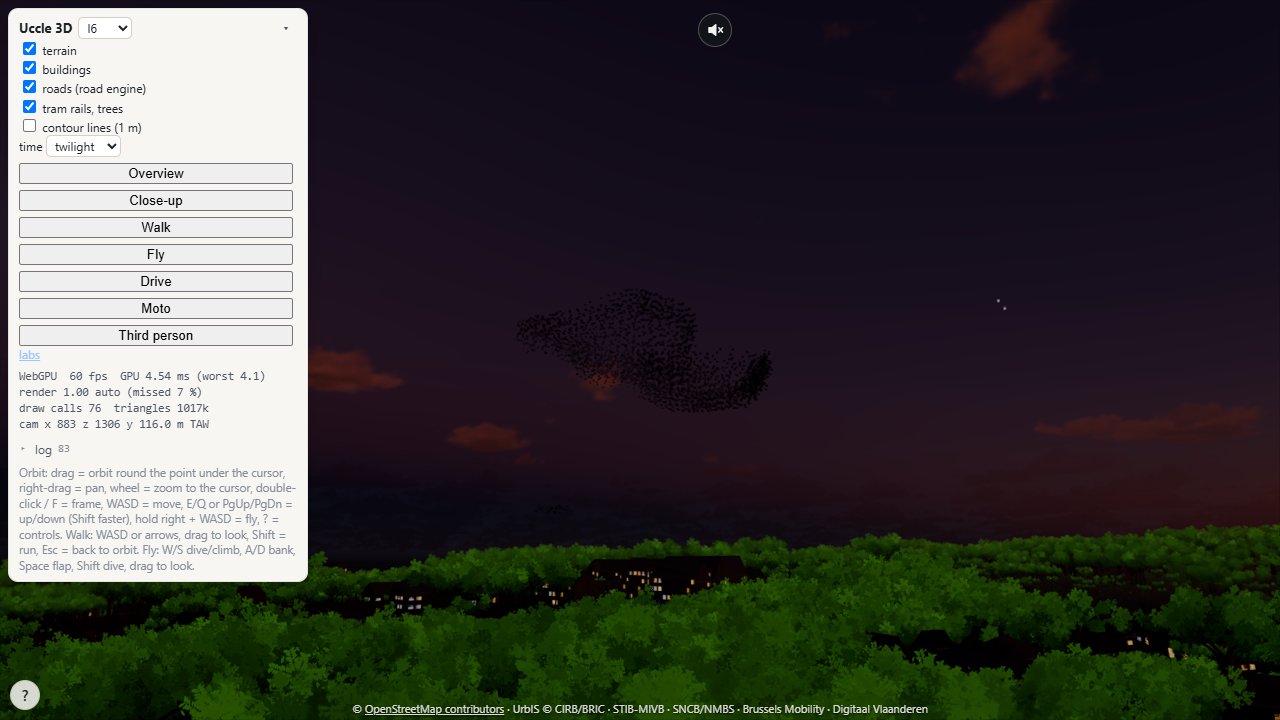 Uccle 3D l6
terrain
buildings
roads (road engine)
tram rails, trees
contour lines (1 m)
time twilight
Overview
Close-up
Walk
Fly
Drive
Moto
Third person
labs
WebGPU 60 fps GPU 4.54 ms (worst 4.1)
render 1.00 auto (missed 7 %)
draw calls 76 triangles 1017k
cam x 883 z 1306 y 116.0 m TAW
log 83
Orbit: drag = orbit round the point under the cursor,
right-drag = pan, wheel = zoom to the cursor, double-
click / F = frame, WASD = move, E/Q or PgUp/PgDn =
up/down (Shift faster), hold right + WASD = fly, ? =
controls. Walk: WASD or arrows, drag to look, Shift =
run, Esc = back to orbit. Fly: W/S dive/climb, A/D bank,
Space flap, Shift dive, drag to look.
?
© OpenStreetMap contributors · UrbIS © CIRB/BRIC · STIB-MIVB · SNCB/NMBS · Brussels Mobility · Digitaal Vlaanderen